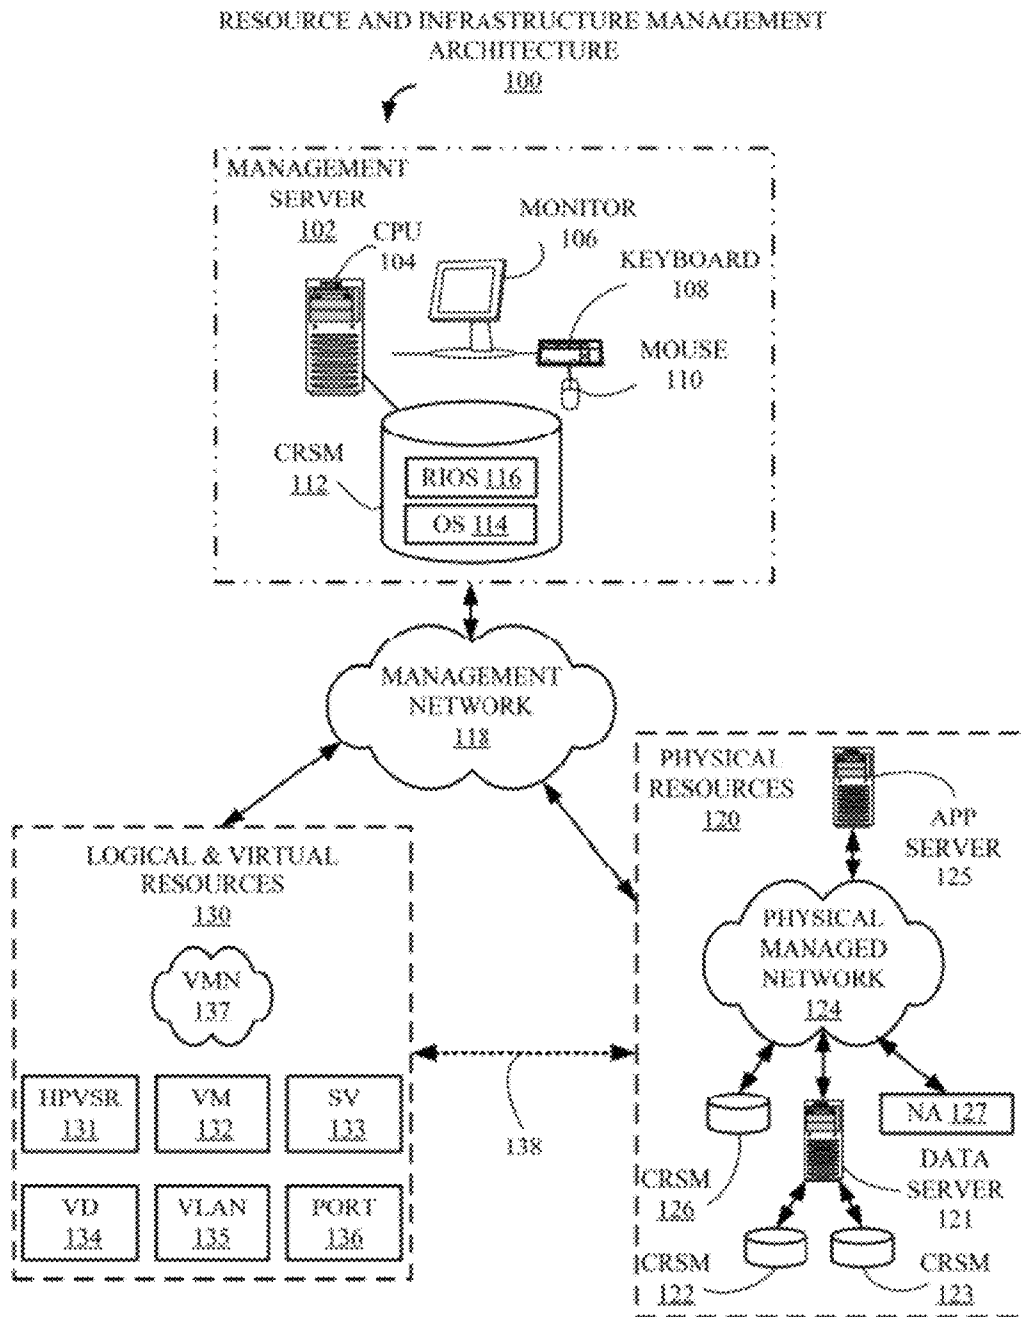 RESOURCE AND INFRASTRUCTURE MANAGEMENT
ARCHITECTURE
100
MANAGEMENT
SERVER
102
CPU
104
MONITOR
106
KEYBOARD
108
MOUSE
110
CRSM
112
RIOS 116
OS 114
MANAGEMENT
NETWORK
118
LOGICAL & VIRTUAL
RESOURCES
130
VMN
137
HPVSR
131
VM
132
SV
133
VD
134
VLAN
135
PORT
136
138
PHYSICAL
RESOURCES
120
APP
SERVER
125
PHYSICAL
MANAGED
NETWORK
124
CRSM
126
NA 127
DATA
SERVER
121
CRSM
122
CRSM
123